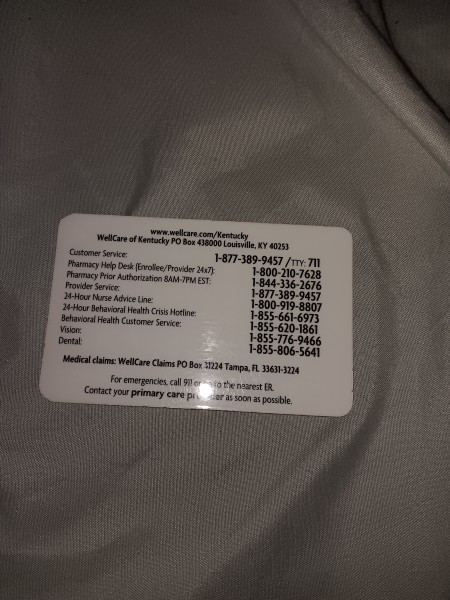 www.wellcare.com/Kentucky
WellCare of Kentucky PO Box 438000 Louisville, KY 40253
Customer Service: 1-877-389-9457 /TTY: 711
Pharmacy Help Desk (Enrollee/Provider 24x7): 1-800-210-7628
Pharmacy Prior Authorization 8AM-7PM EST: 1-844-336-2676
Provider Service: 1-877-389-9457
24-Hour Nurse Advice Line: 1-800-919-8807
24-Hour Behavioral Health Crisis Hotline: 1-855-661-6973
Behavioral Health Customer Service: 1-855-620-1861
Vision: 1-855-776-9466
Dental: 1-855-806-5641
Medical claims: WellCare Claims PO Box 31224 Tampa, FL 33631-3224
For emergencies, call 911 or to the nearest ER.
Contact your primary care provider as soon as possible.